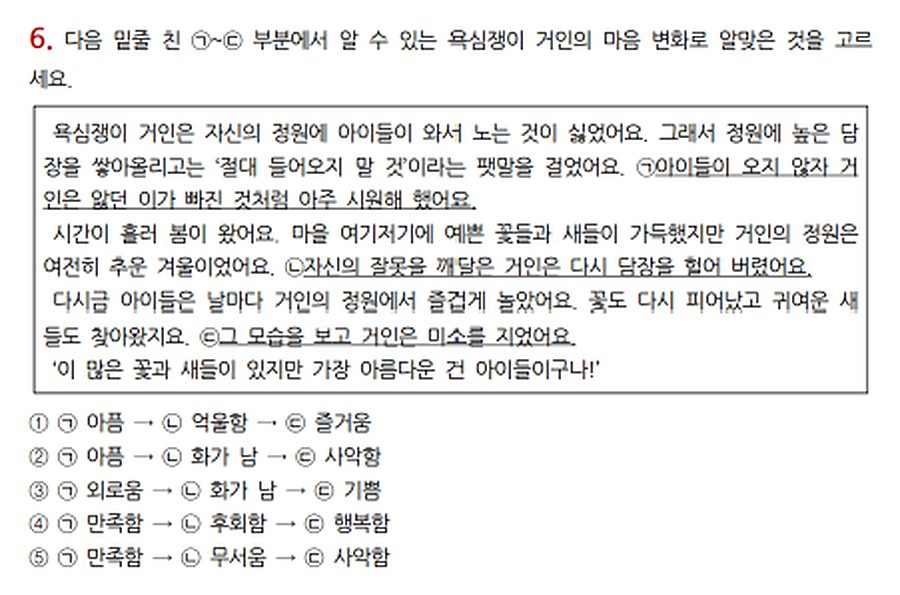 6. 다음 밑줄 친 ㉠~㉢ 부분에서 알 수 있는 욕심쟁이 거인의 마음 변화로 알맞은 것을 고르
세요.
욕심쟁이 거인은 자신의 정원에 아이들이 와서 노는 것이 싫었어요. 그래서 정원에 높은 담
장을 쌓아올리고는 ‘절대 들어오지 말 것’이라는 팻말을 걸었어요. ㉠아이들이 오지 않자 거
인은 앓던 이가 빠진 것처럼 아주 시원해 했어요.
시간이 흘러 봄이 왔어요. 마을 여기저기에 예쁜 꽃들과 새들이 가득했지만 거인의 정원은
여전히 추운 겨울이었어요. ㉡자신의 잘못을 깨달은 거인은 다시 담장을 헐어 버렸어요.
다시금 아이들은 날마다 거인의 정원에서 즐겁게 놀았어요. 꽃도 다시 피어났고 귀여운 새
들도 찾아왔지요. ㉢그 모습을 보고 거인은 미소를 지었어요.
‘이 많은 꽃과 새들이 있지만 가장 아름다운 건 아이들이구나!’
① ㉠ 아픔 → ㉡ 억울함 → ㉢ 즐거움
② ㉠ 아픔 → ㉡ 화가 남 → ㉢ 사악함
③ ㉠ 외로움 → ㉡ 화가 남 → ㉢ 기쁨
④ ㉠ 만족함 → ㉡ 후회함 → ㉢ 행복함
⑤ ㉠ 만족함 → ㉡ 무서움 → ㉢ 사악함